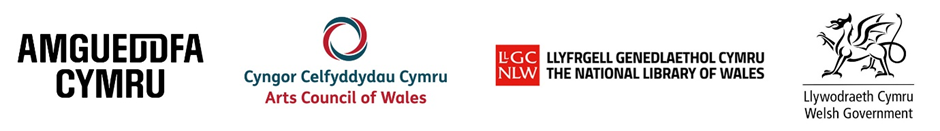 AMGUEDDFA
CYMRU
Cyngor Celfyddydau Cymru
Arts Council of Wales
LlGC
NLW
LLYFRGELL GENEDLAETHOL CYMRU
THE NATIONAL LIBRARY OF WALES
Llywodraeth Cymru
Welsh Government